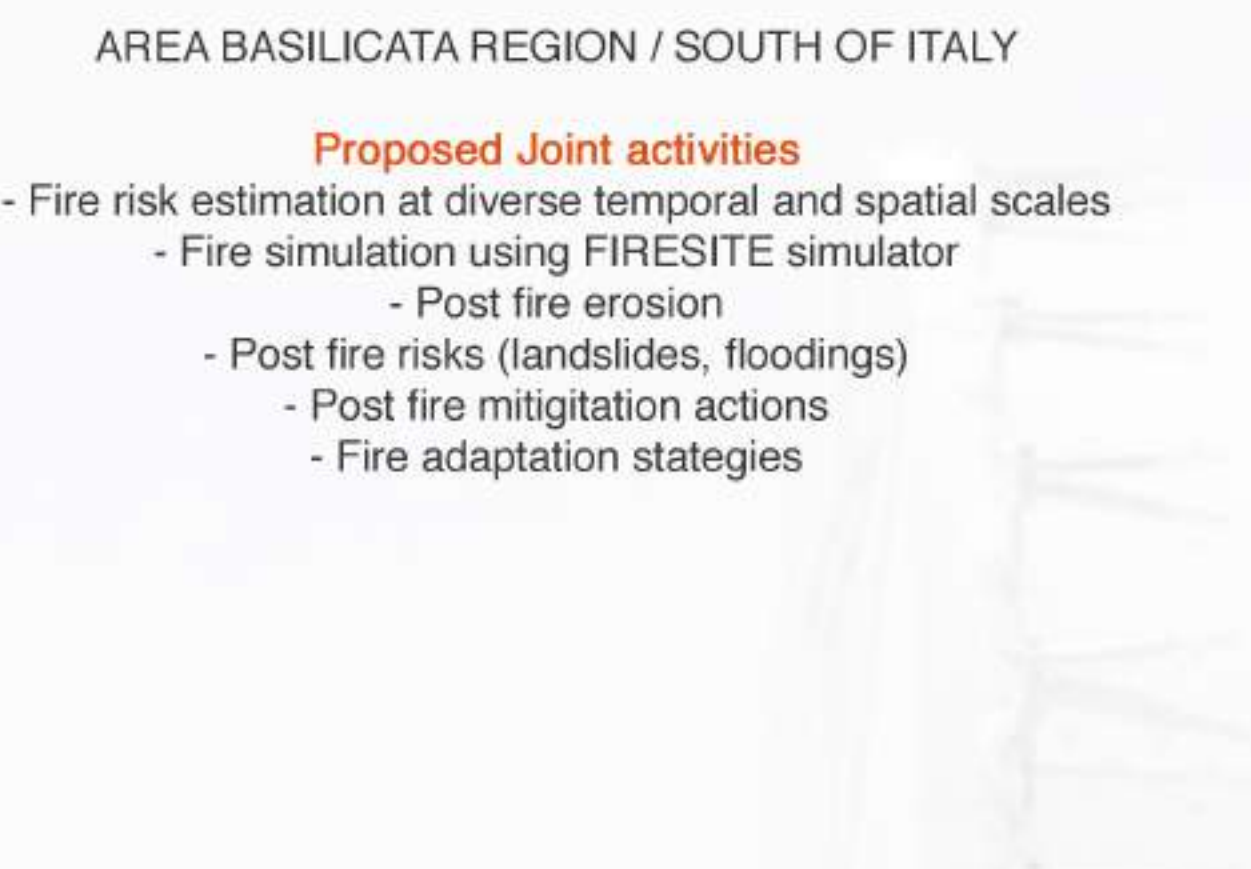 AREA BASILICATA REGION / SOUTH OF ITALY
Proposed Joint activities
- Fire risk estimation at diverse temporal and spatial scales
- Fire simulation using FIRESITE simulator
- Post fire erosion
- Post fire risks (landslides, floodings)
- Post fire mitigitation actions
- Fire adaptation stategies